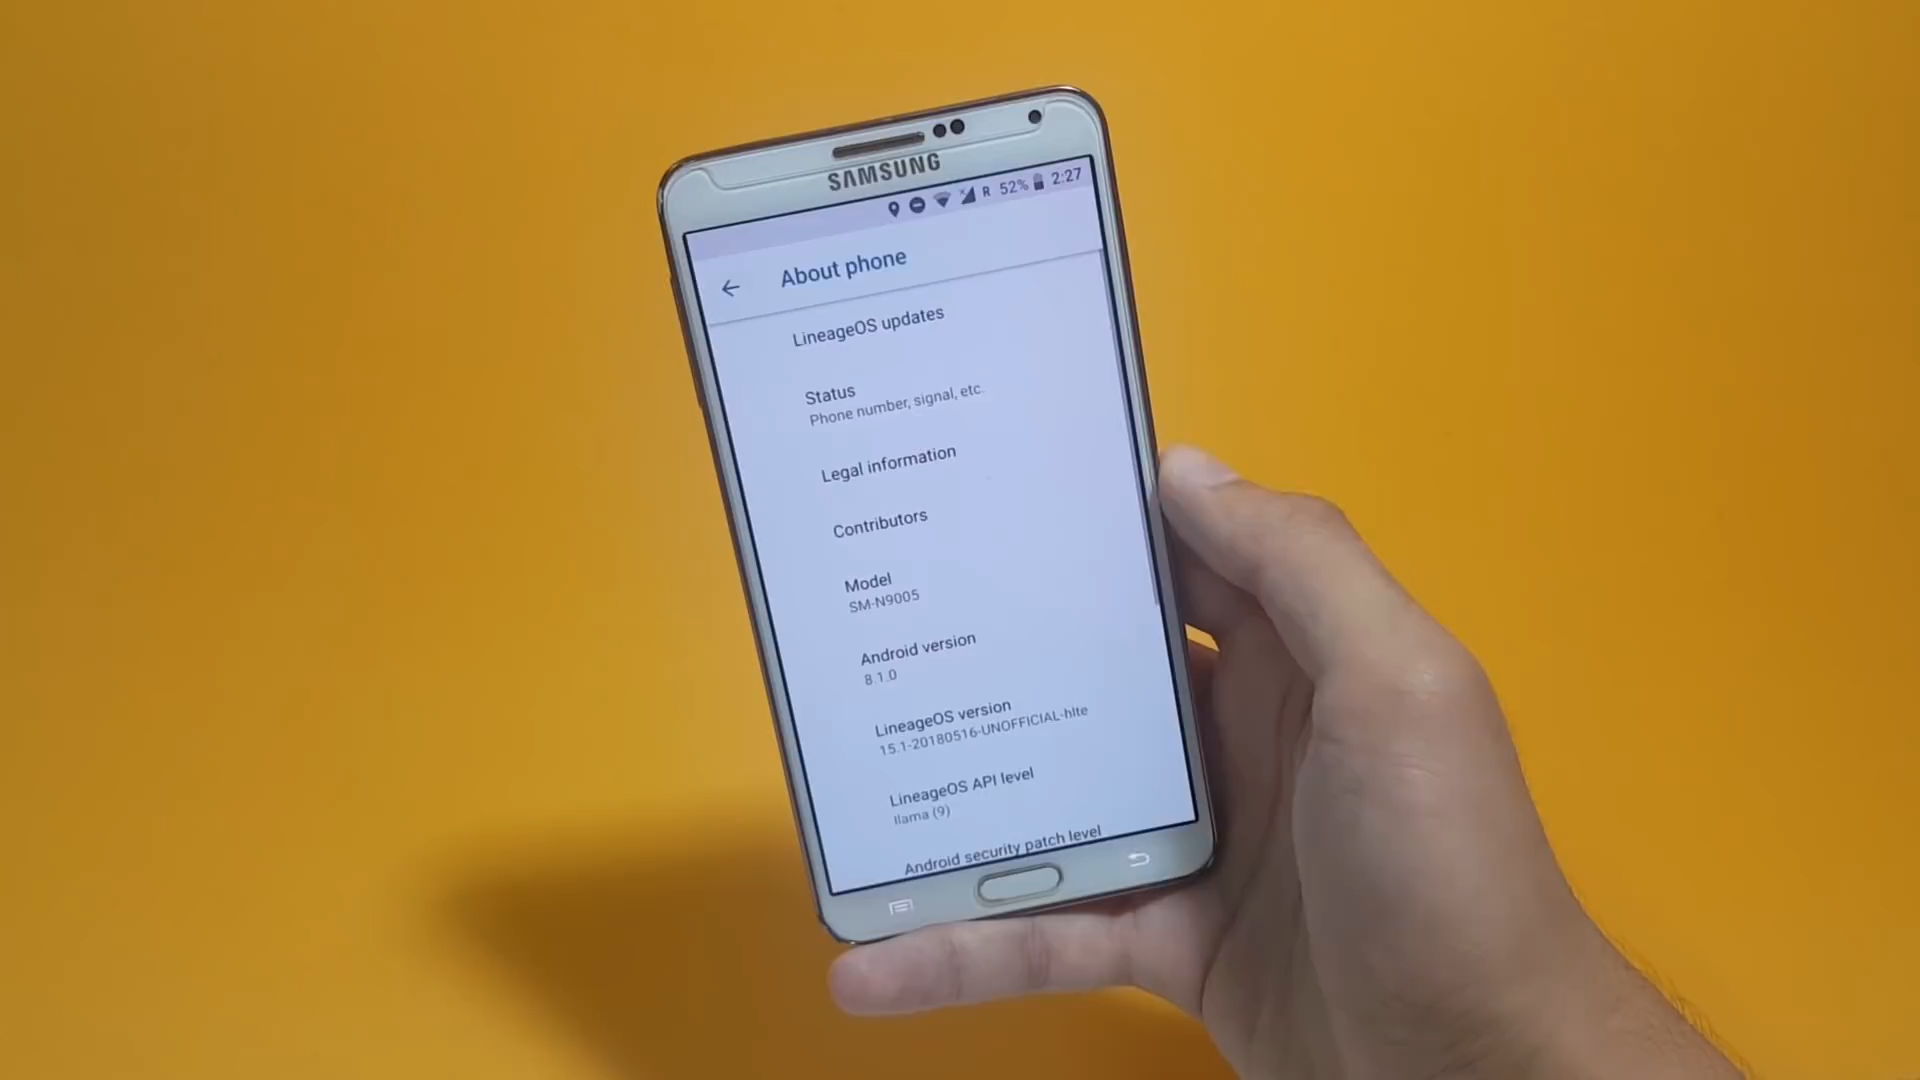 SAMSUNG
R 52% 2:27
About phone
LineageOS updates
Status
Phone number, signal, etc.
Legal information
Contributors
Model
SM-N9005
Android version
8.1.0
LineageOS version
15.1-20180516-UNOFFICIAL-hlte
LineageOS API level
llama (9)
Android security patch level